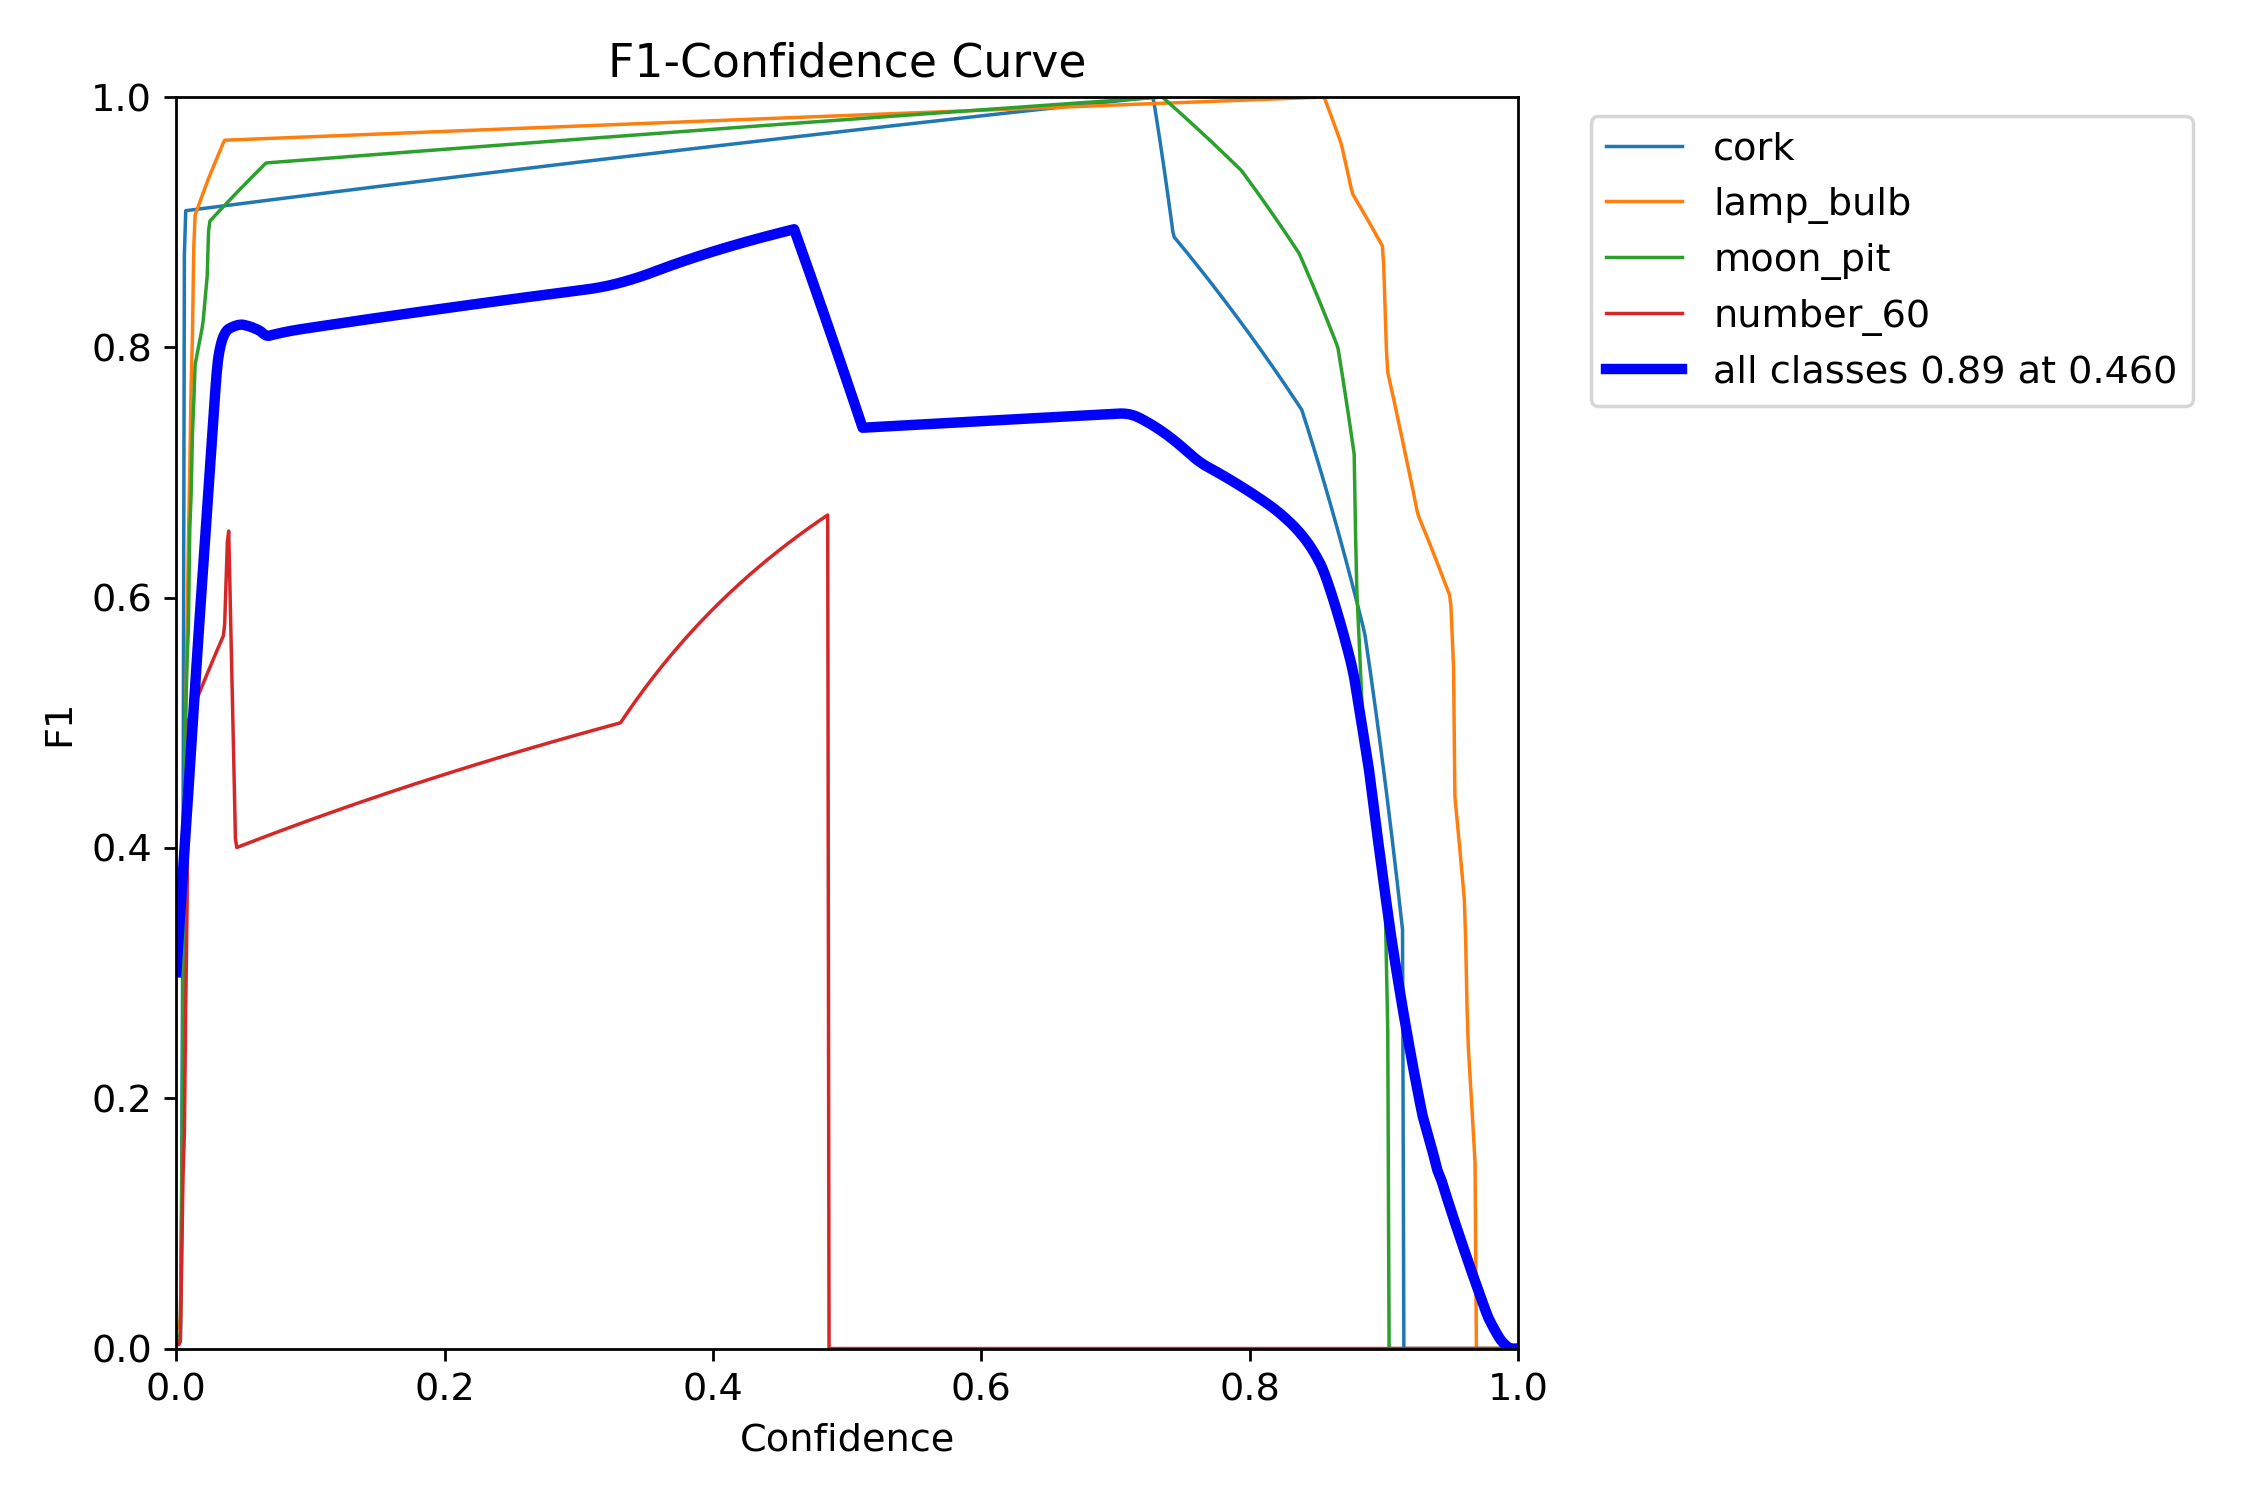 F1-Confidence Curve
1.0
0.8
0.6
0.4
0.2
0.0
F1
0.0 0.2 0.4 0.6 0.8 1.0
Confidence
cork
lamp_bulb
moon_pit
number_60
all classes 0.89 at 0.460